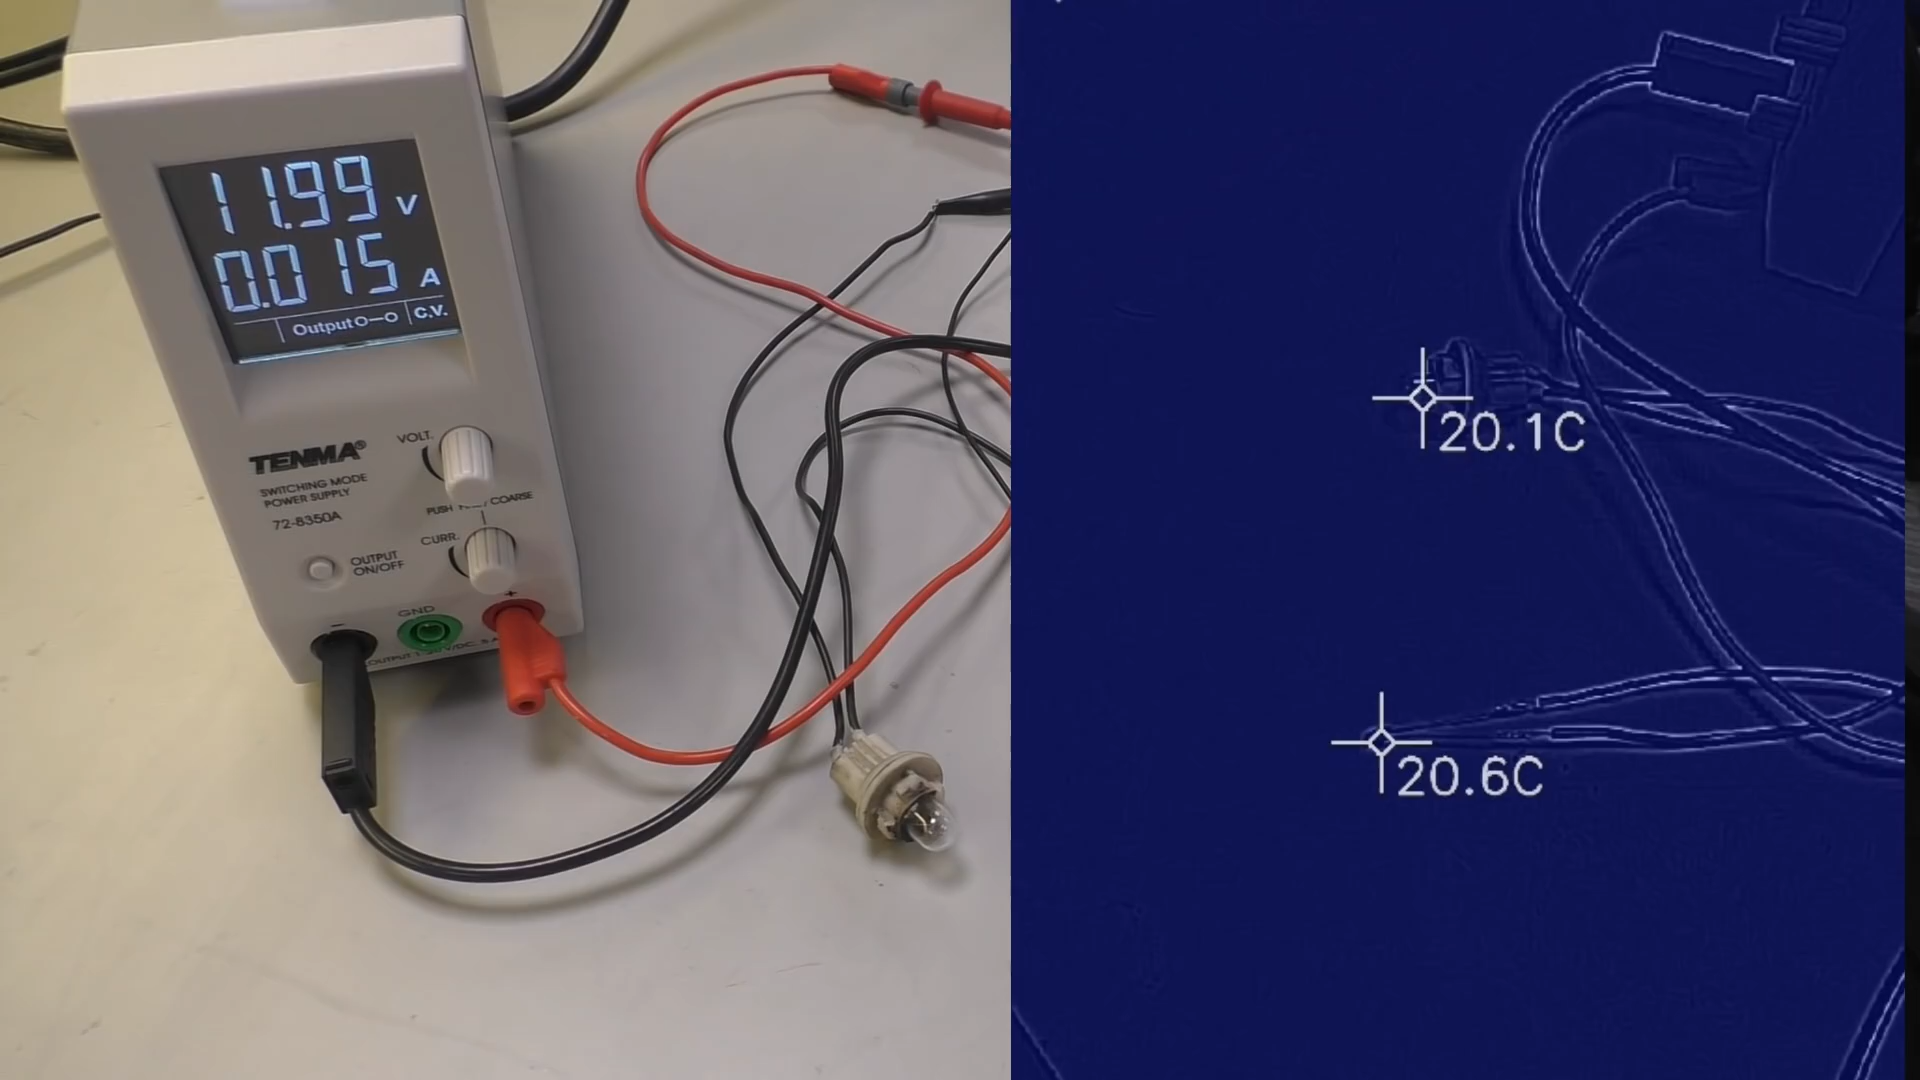 11.99 V
0.015 A
Output C.V.
TENMA®
SWITCHING MODE
POWER SUPPLY
72-8350A
VOLT.
COARSE
PUSH
CURR.
OUTPUT
ON/OFF
GND
- +
20.1C
20.6C